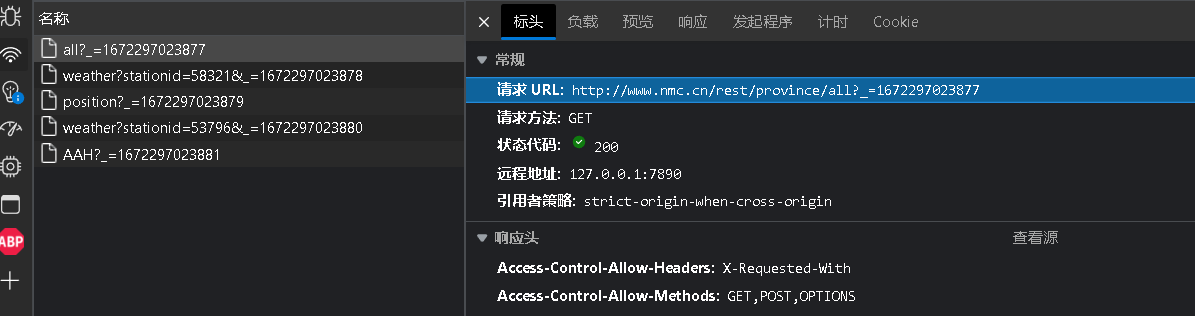 名称
all?_=1672297023877
weather?stationid=58321&_=1672297023878
position?_=1672297023879
weather?stationid=53796&_=1672297023880
AAH?_=1672297023881
ABP
标头 负载 预览 响应 发起程序 计时 Cookie
常规
请求 URL: http://www.nmc.cn/rest/province/all?_=1672297023877
请求方法: GET
状态代码: 200
远程地址: 127.0.0.1:7890
引用者策略: strict-origin-when-cross-origin
响应头 查看源
Access-Control-Allow-Headers: X-Requested-With
Access-Control-Allow-Methods: GET,POST,OPTIONS